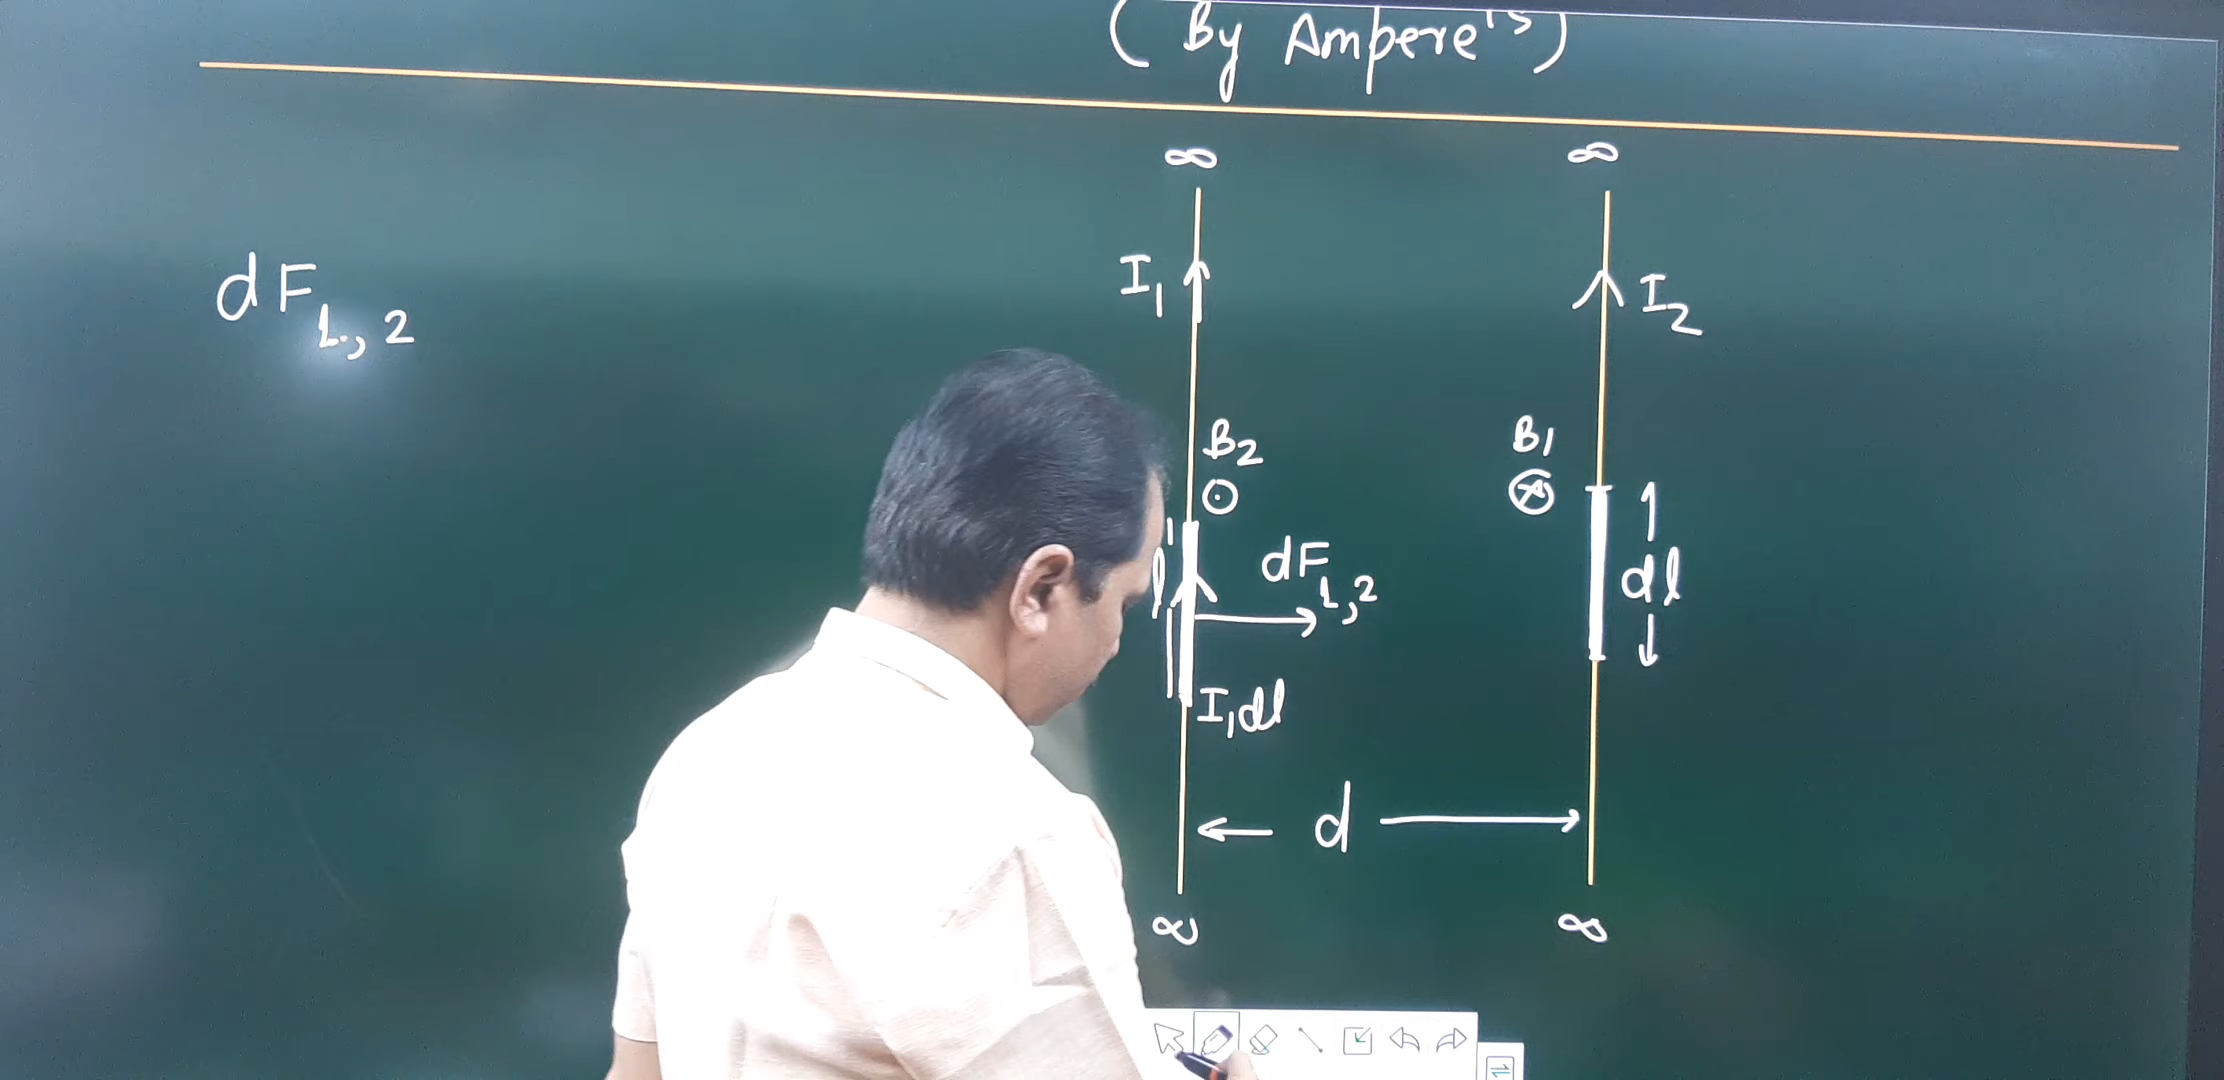 (By Ampere's)
∞ ∞
I₁ I₂
dF₁,₂
B₂ B₁
⊙ ⊗
dF₁,₂ dl
l
I₁dl
d
∞ ∞